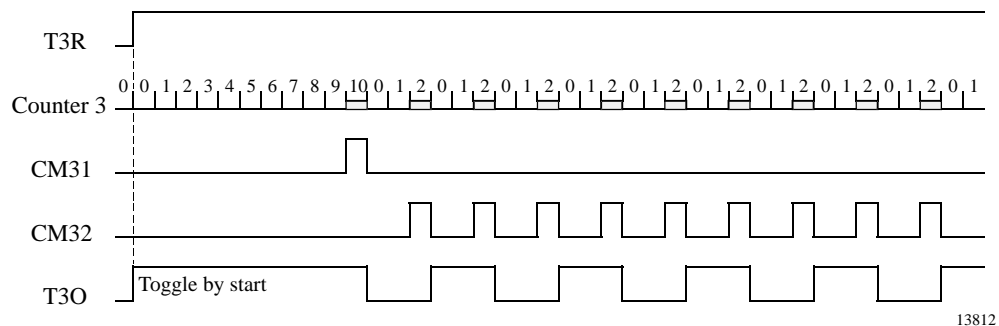 T3R
0 0 1 2 3 4 5 6 7 8 9 10 0 1 2 0 1 2 0 1 2 0 1 2 0 1 2 0 1 2 0 1 2 0 1 2 0 1 2 0 1
Counter 3
CM31
CM32
Toggle by start
T3O
13812